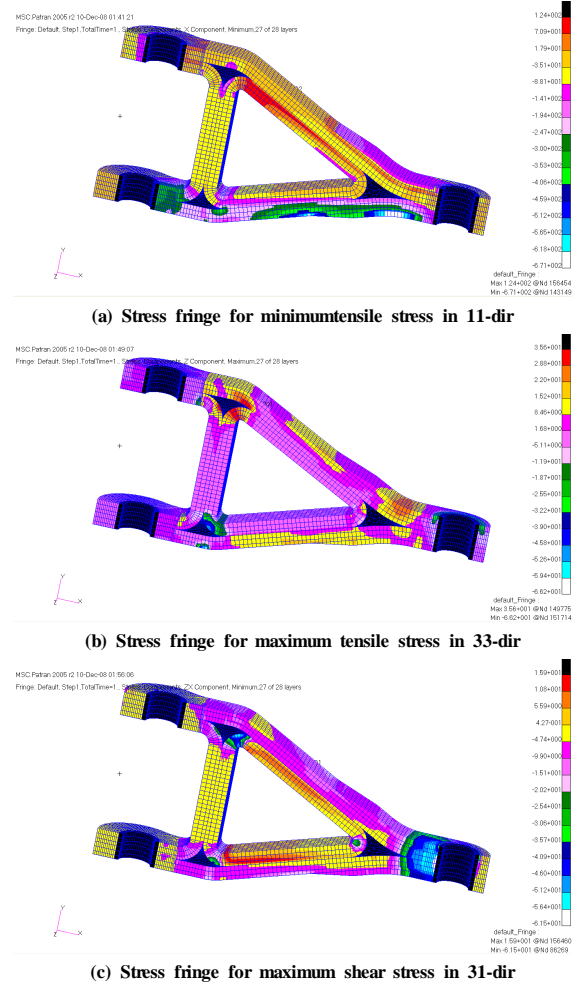 MSC.Patran 2005 r2 10-Dec-08 01:41:21
Fringe: Default, Step1,TotalTime=1., Components, X Component, Minimum,27 of 28 layers
1.24+002
7.09+001
1.79+001
-3.51+001
-8.81+001
-1.41+002
-1.94+002
-2.47+002
-3.00+002
-3.53+002
-4.06+002
-4.59+002
-5.12+002
-5.65+002
-6.18+002
-6.71+002
default_Fringe :
Max 1.24+002 @Nd 156454
Min -6.71+002 @Nd 143149
Y
Z X
(a) Stress fringe for minimumtensile stress in 11-dir
MSC.Patran 2005 r2 10-Dec-08 01:49:07
Fringe: Default, Step1,TotalTime=1., Components, Z Component, Maximum,27 of 28 layers
3.56+001
2.88+001
2.20+001
1.52+001
8.46+000
1.68+000
-5.11+000
-1.19+001
-1.87+001
-2.55+001
-3.22+001
-3.90+001
-4.58+001
-5.26+001
-5.94+001
-6.62+001
default_Fringe :
Max 3.56+001 @Nd 149775
Min -6.62+001 @Nd 151714
Y
Z X
(b) Stress fringe for maximum tensile stress in 33-dir
MSC.Patran 2005 r2 10-Dec-08 01:56:06
Fringe: Default, Step1,TotalTime=1., Components, ZX Component, Minimum,27 of 28 layers
1.59+001
1.08+001
5.59+000
4.27-001
-4.74+000
-9.90+000
-1.51+001
-2.02+001
-2.54+001
-3.06+001
-3.57+001
-4.09+001
-4.60+001
-5.12+001
-5.64+001
-6.15+001
default_Fringe :
Max 1.59+001 @Nd 156460
Min -6.15+001 @Nd 86269
Y
Z X
(c) Stress fringe for maximum shear stress in 31-dir